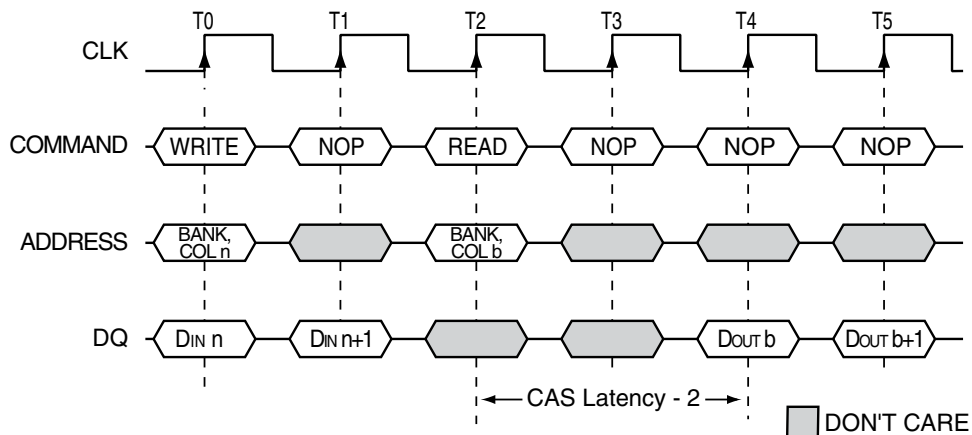 T0 T1 T2 T3 T4 T5
CLK
COMMAND WRITE NOP READ NOP NOP NOP
ADDRESS BANK, COL n BANK, COL b
DQ DIN n DIN n+1 DOUT b DOUT b+1
CAS Latency - 2
DON'T CARE